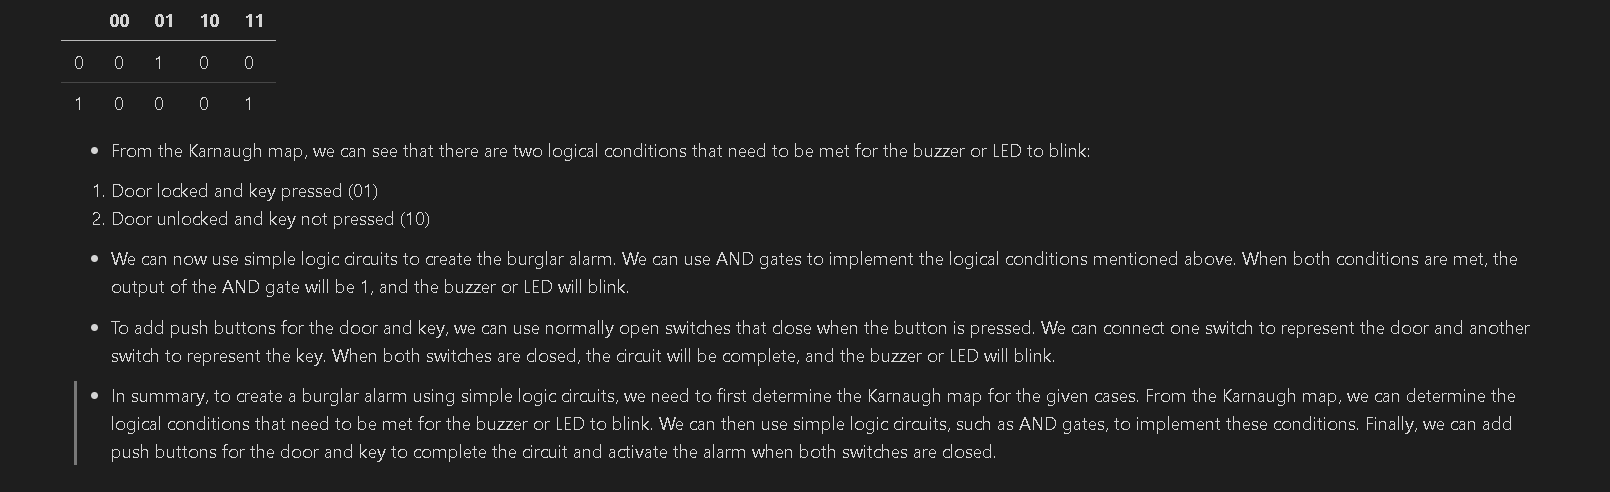 00 01 10 11
0 0 1 0 0
1 0 0 0 1
• From the Karnaugh map, we can see that there are two logical conditions that need to be met for the buzzer or LED to blink:
1. Door locked and key pressed (01)
2. Door unlocked and key not pressed (10)
• We can now use simple logic circuits to create the burglar alarm. We can use AND gates to implement the logical conditions mentioned above. When both conditions are met, the
output of the AND gate will be 1, and the buzzer or LED will blink.
• To add push buttons for the door and key, we can use normally open switches that close when the button is pressed. We can connect one switch to represent the door and another
switch to represent the key. When both switches are closed, the circuit will be complete, and the buzzer or LED will blink.
• In summary, to create a burglar alarm using simple logic circuits, we need to first determine the Karnaugh map for the given cases. From the Karnaugh map, we can determine the
logical conditions that need to be met for the buzzer or LED to blink. We can then use simple logic circuits, such as AND gates, to implement these conditions. Finally, we can add
push buttons for the door and key to complete the circuit and activate the alarm when both switches are closed.